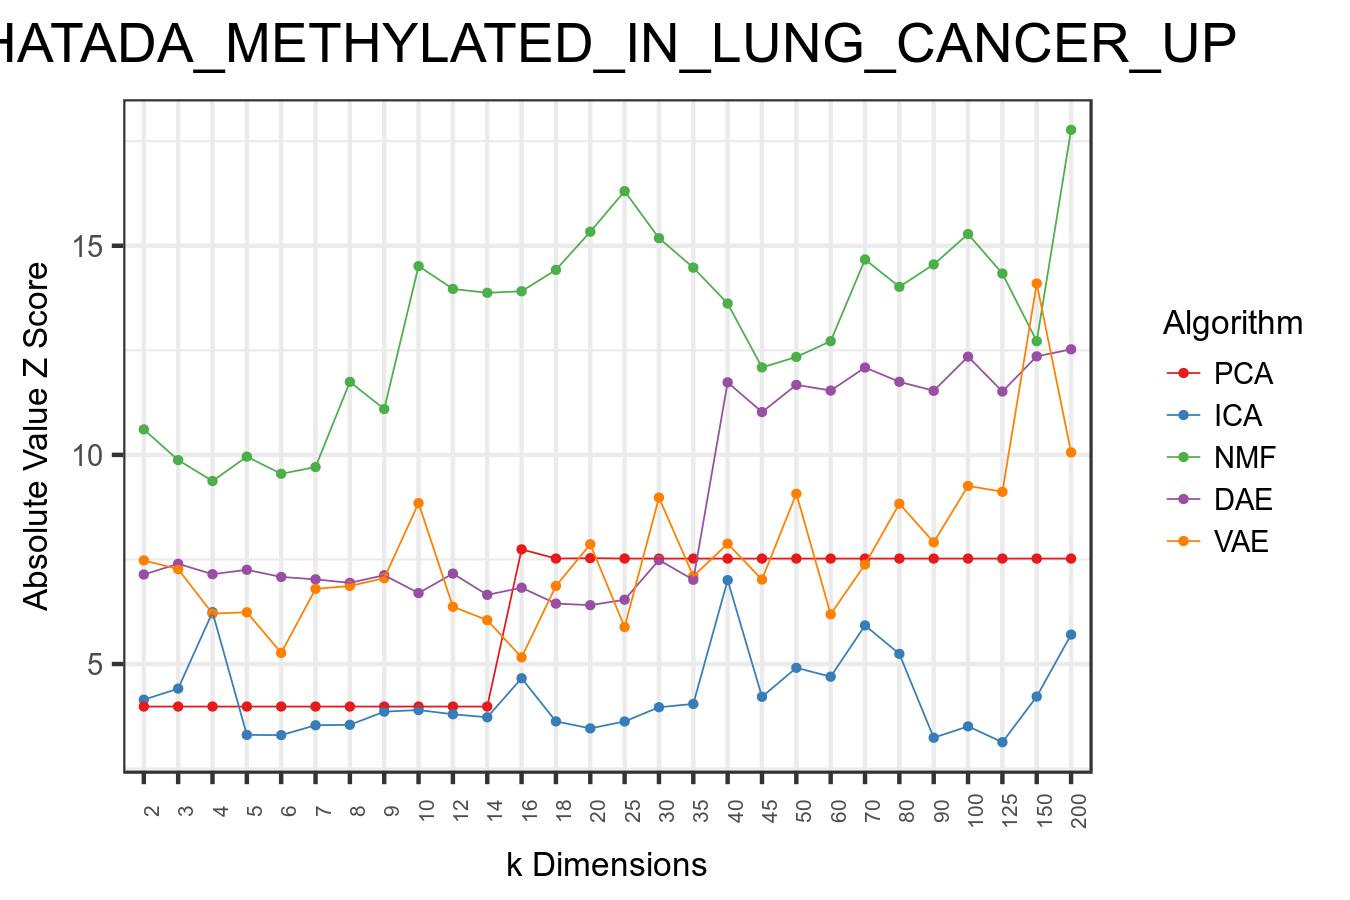 HATADA_METHYLATED_IN_LUNG_CANCER_UP
Absolute Value Z Score
15
10
5
2 3 4 5 6 7 8 9 10 12 14 16 18 20 25 30 35 40 45 50 60 70 80 90 100 125 150 200
k Dimensions
Algorithm
PCA
ICA
NMF
DAE
VAE